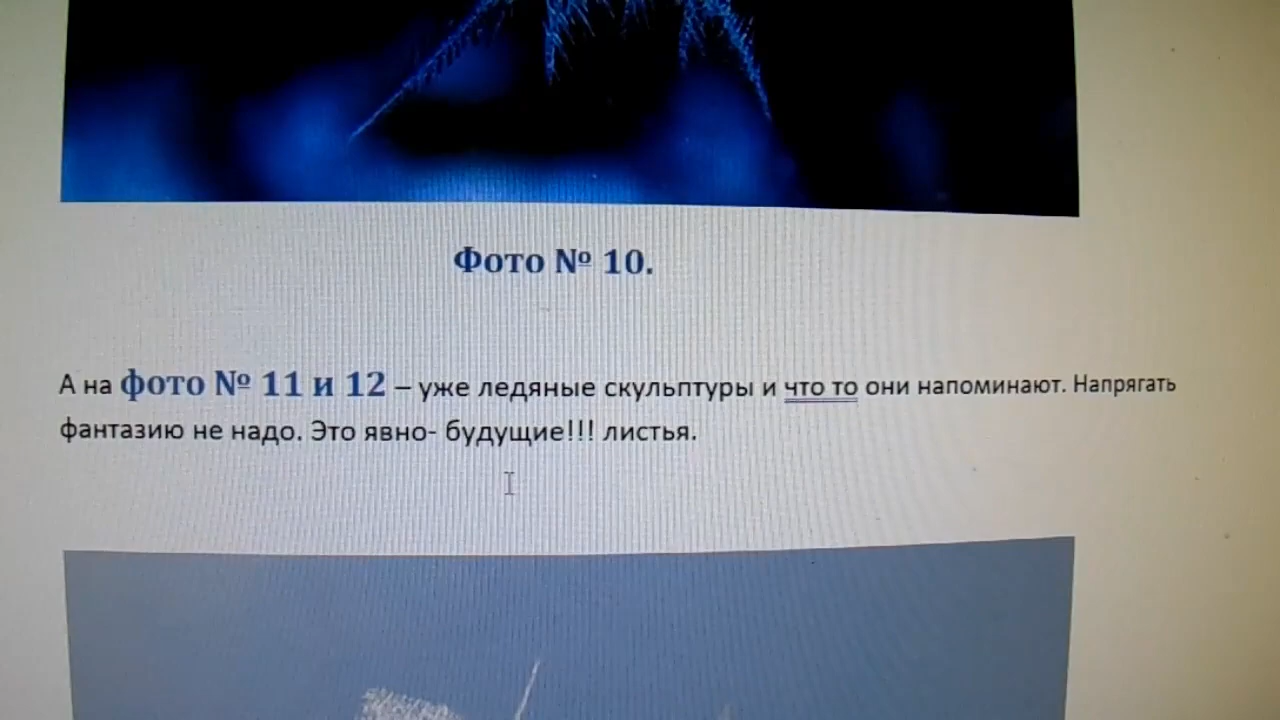 Фото № 10.
А на фото № 11 и 12 – уже ледяные скульптуры и что то они напоминают. Напрягать
фантазию не надо. Это явно- будущие!!! листья.